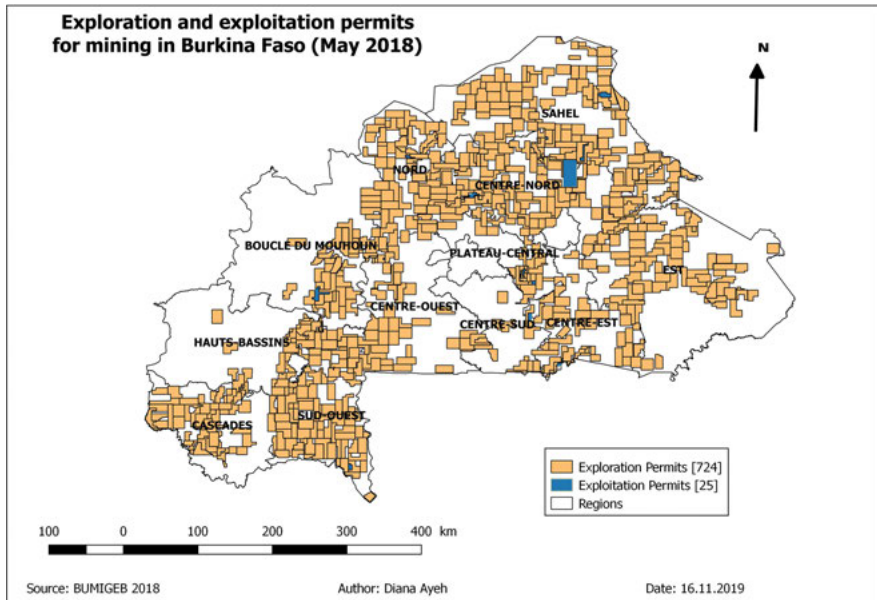 Exploration and exploitation permits
for mining in Burkina Faso (May 2018)
N
SAHEL
NORD
CENTRE-NORD
BOUCLE DU MOUHOUN
PLATEAU-CENTRAL
EST
CENTRE-OUEST
CENTRE-SUD
CENTRE-EST
HAUTS-BASSINS
SUD-OUEST
CASCADES
Exploration Permits [724]
Exploitation Permits [25]
Regions
100 0 100 200 300 400 km
Source: BUMIGEB 2018 Author: Diana Ayeh Date: 16.11.2019